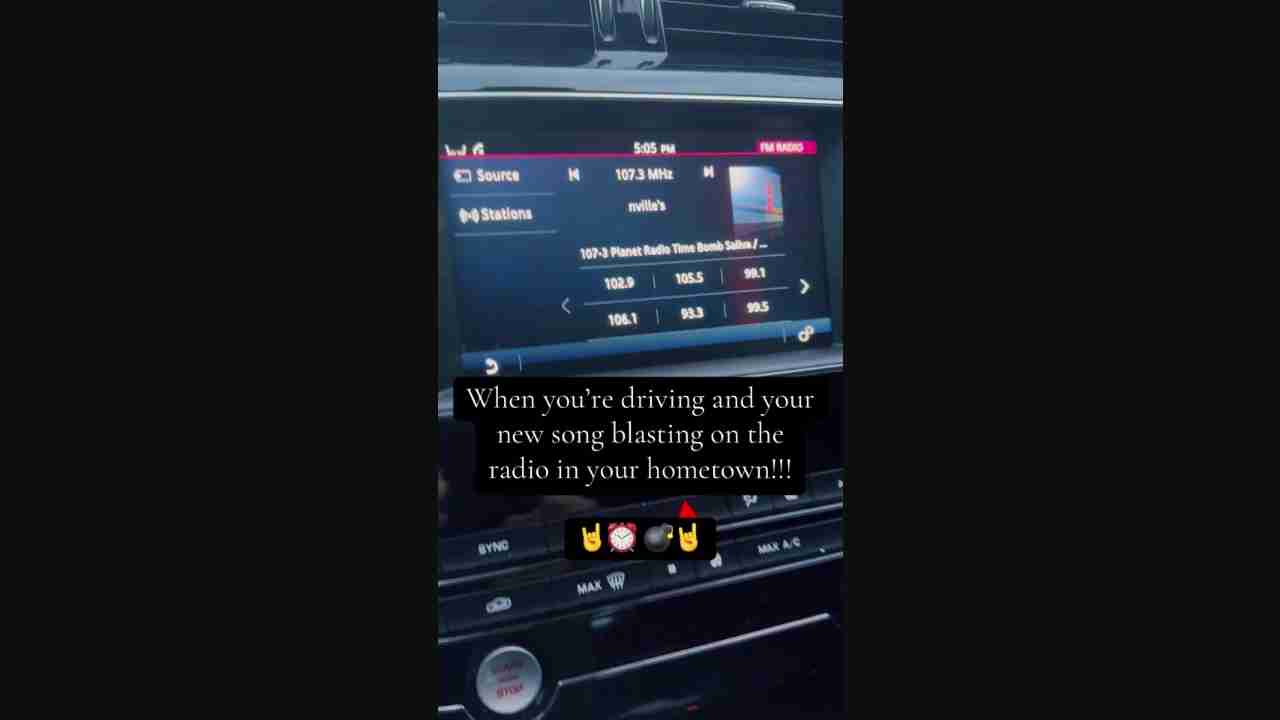 5:05 PM
FM RADIO
Source
107.3 MHz
Stations
nville's
107-3 Planet Radio Time Bomb Saliva / ...
102.9
105.5
99.1
106.1
93.3
99.5
When you're driving and your
new song blasting on the
radio in your hometown!!!
SYNC
MAX A/C
MAX
STOP